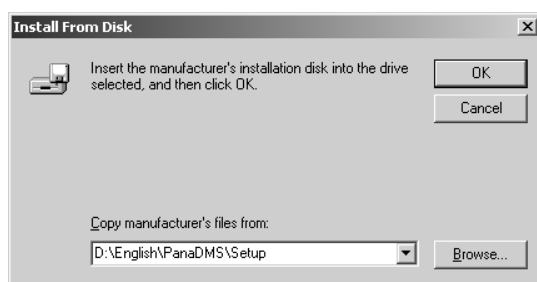 Install From Disk
Insert the manufacturer's installation disk into the drive
selected, and then click OK.
OK
Cancel
Copy manufacturer's files from:
D:\English\PanaDMS\Setup
Browse...